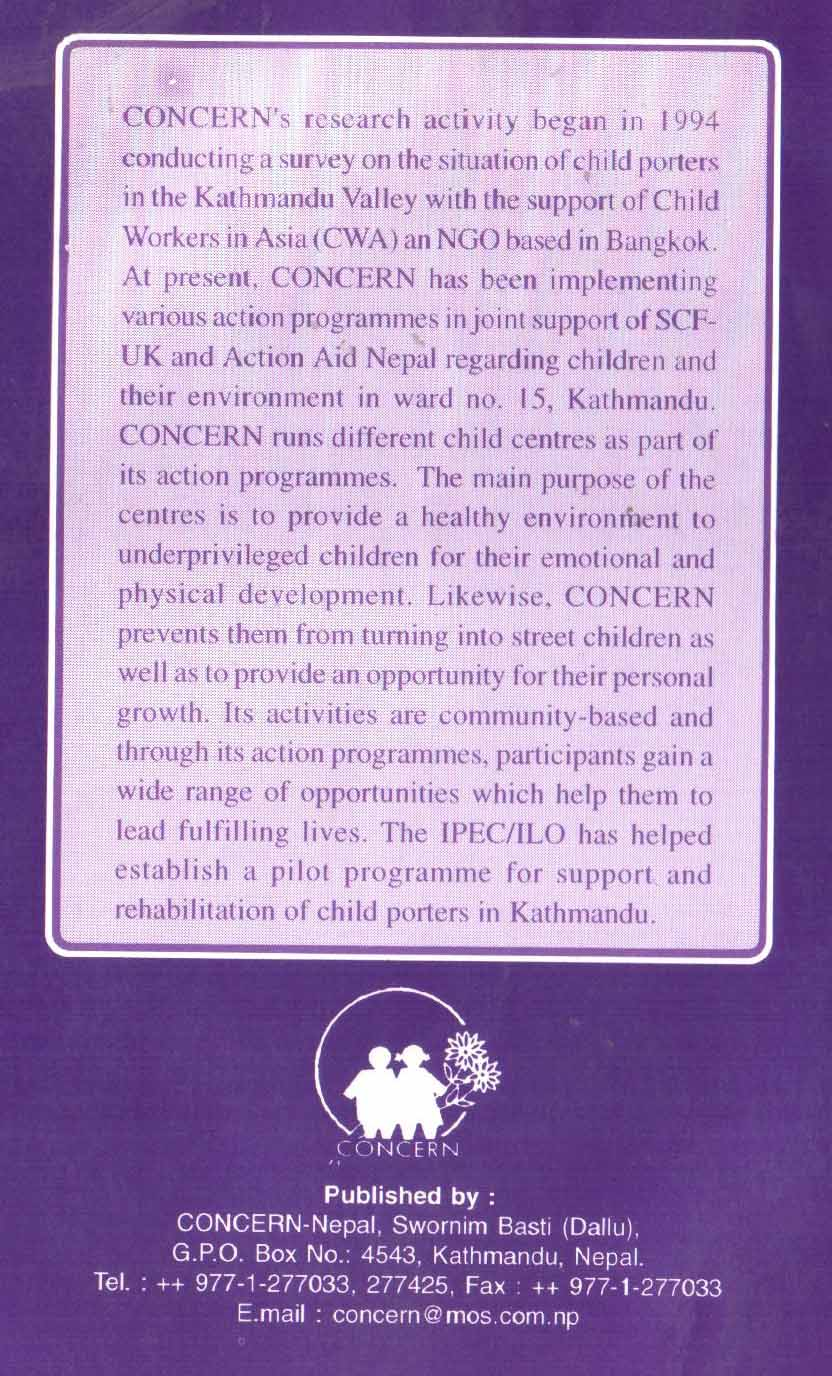 CONCERN's research activity began in 1994
conducting a survey on the situation of child porters
in the Kathmandu Valley with the support of Child
Workers in Asia (CWA) an NGO based in Bangkok.
At present, CONCERN has been implementing
various action programmes in joint support of SCF-
UK and Action Aid Nepal regarding children and
their environment in ward no. 15, Kathmandu.
CONCERN runs different child centres as part of
its action programmes. The main purpose of the
centres is to provide a healthy environment to
underprivileged children for their emotional and
physical development. Likewise, CONCERN
prevents them from turning into street children as
well as to provide an opportunity for their personal
growth. Its activities are community-based and
through its action programmes, participants gain a
wide range of opportunities which help them to
lead fulfilling lives. The IPEC/ILO has helped
establish a pilot programme for support and
rehabilitation of child porters in Kathmandu.
CONCERN
Published by :
CONCERN-Nepal, Swornim Basti (Dallu),
G.P.O. Box No.: 4543, Kathmandu, Nepal.
Tel. : ++ 977-1-277033, 277425, Fax : ++ 977-1-277033
E.mail : concern@mos.com.np